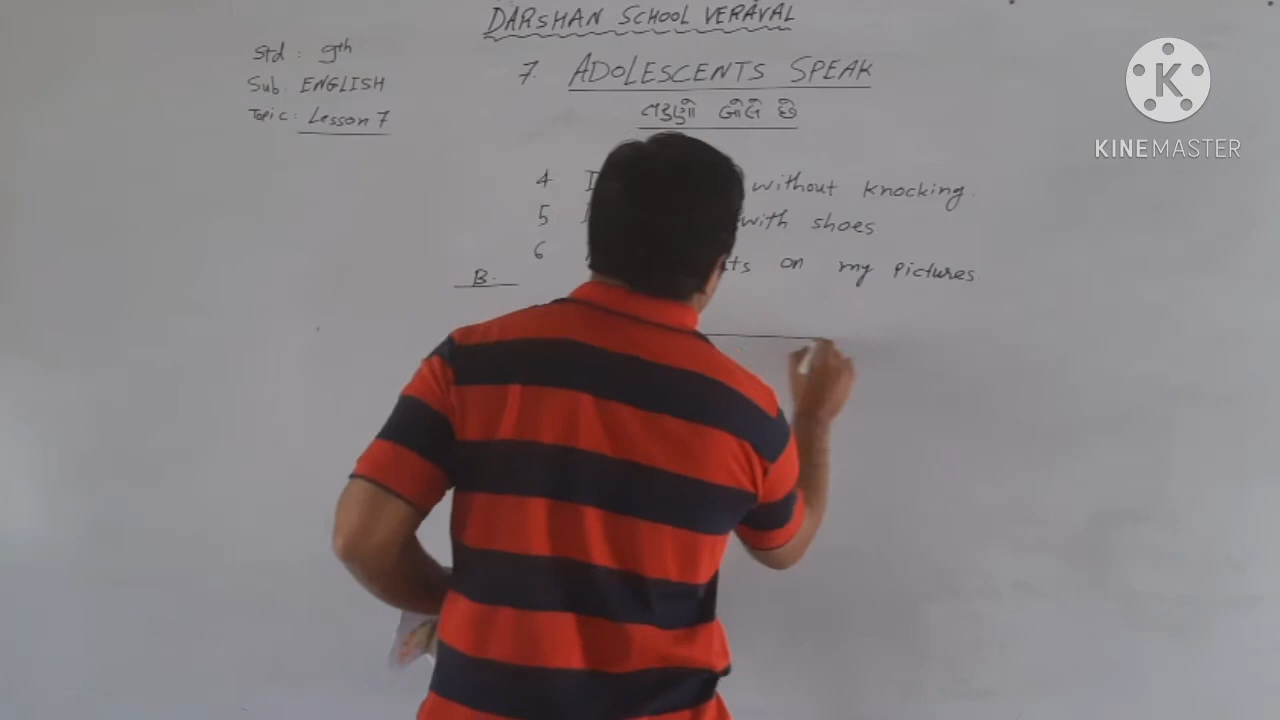 DARSHAN SCHOOL VERAVAL
Std : 9th
Sub. ENGLISH
Topic : Lesson 7
7. ADOLESCENTS SPEAK
તરુણો બોલે છે
4 I without knocking.
5 with shoes
6 on my pictures
B.
KINEMASTER